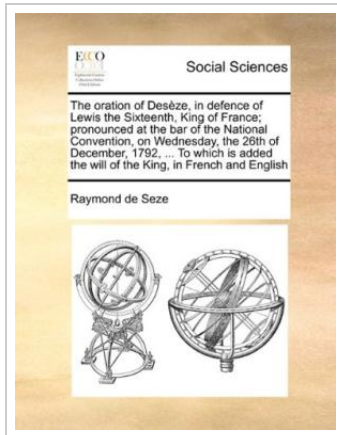 ECCO
Social Sciences
The oration of Desèze, in defence of
Lewis the Sixteenth, King of France;
pronounced at the bar of the National
Convention, on Wednesday, the 26th of
December, 1792, ... To which is added
the will of the King, in French and English
Raymond de Seze